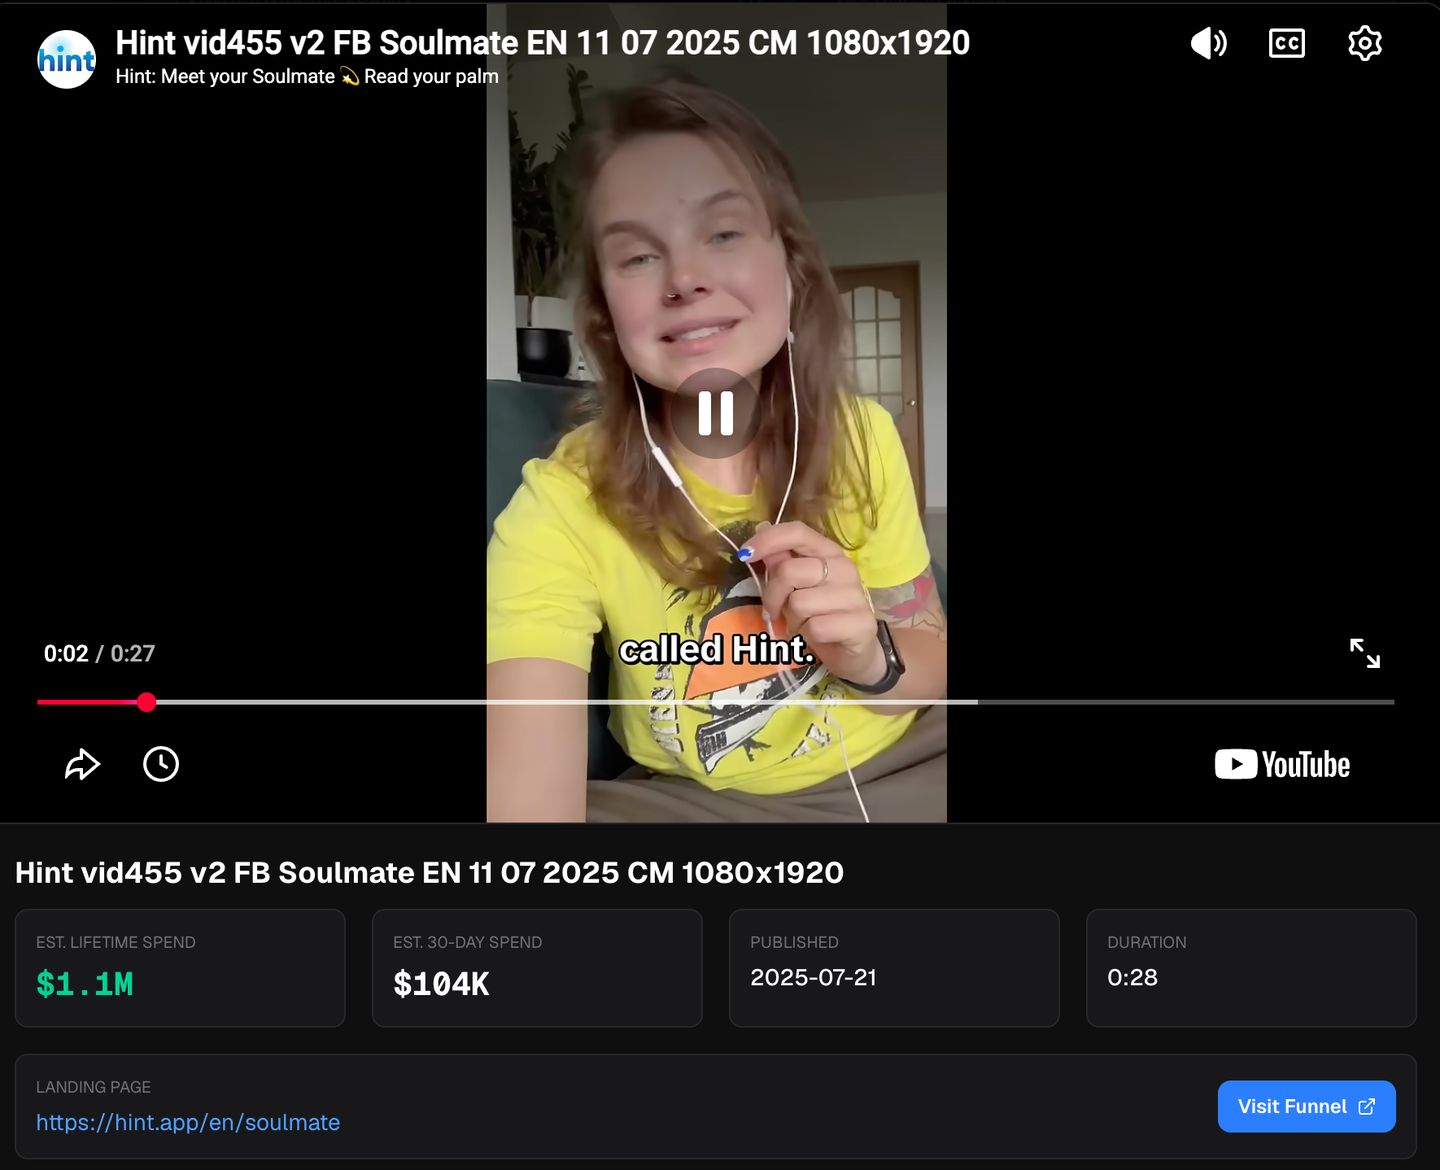 hint
Hint vid455 v2 FB Soulmate EN 11 07 2025 CM 1080x1920
Hint: Meet your Soulmate 💫 Read your palm
CC
called Hint.
0:02 / 0:27
YouTube
Hint vid455 v2 FB Soulmate EN 11 07 2025 CM 1080x1920
EST. LIFETIME SPEND
$1.1M
EST. 30-DAY SPEND
$104K
PUBLISHED
2025-07-21
DURATION
0:28
LANDING PAGE
https://hint.app/en/soulmate
Visit Funnel